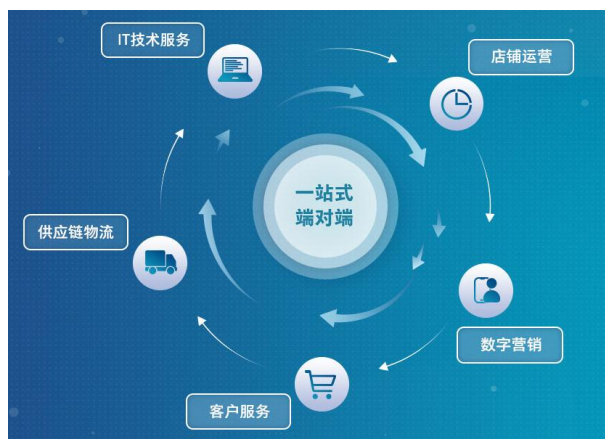 IT技术服务
店铺运营
一站式
端对端
供应链物流
数字营销
客户服务